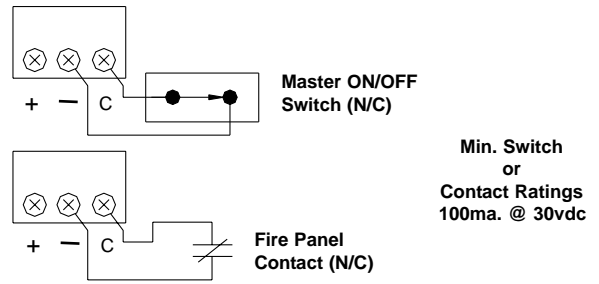 + − C
Master ON/OFF
Switch (N/C)
Min. Switch
or
Contact Ratings
100ma. @ 30vdc
+ − C
Fire Panel
Contact (N/C)